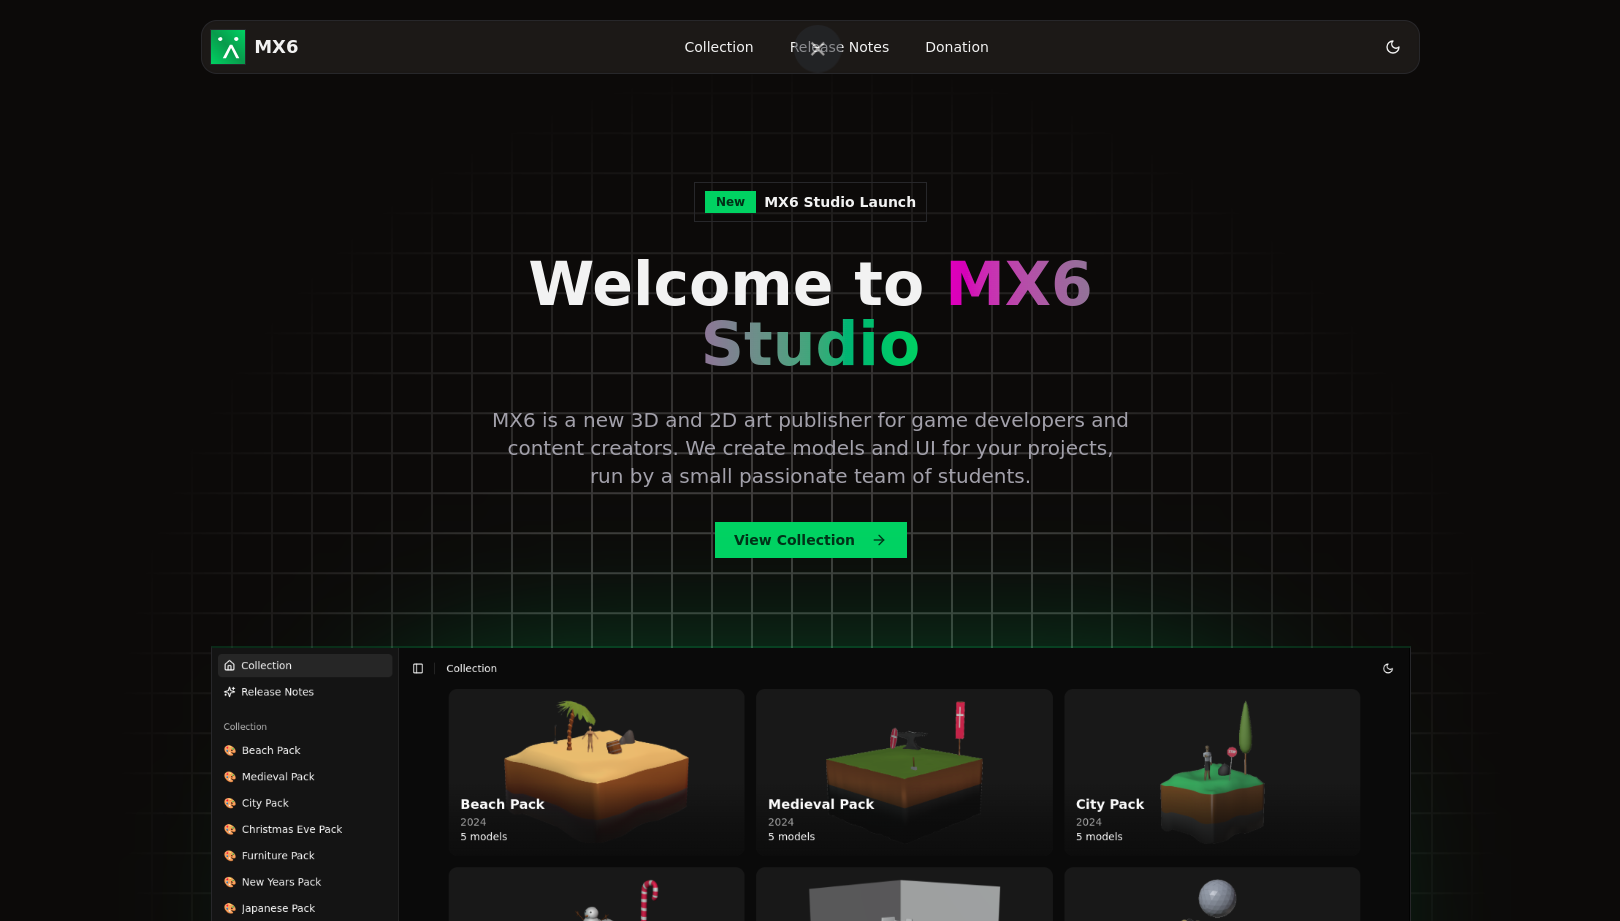 MX6
Collection
Release Notes
Donation
New
MX6 Studio Launch
Welcome to MX6
Studio
MX6 is a new 3D and 2D art publisher for game developers and
content creators. We create models and UI for your projects,
run by a small passionate team of students.
View Collection
Collection
Release Notes
Collection
Beach Pack
Medieval Pack
City Pack
Christmas Eve Pack
Furniture Pack
New Years Pack
Japanese Pack
Collection
Beach Pack
2024
5 models
Medieval Pack
2024
5 models
City Pack
2024
5 models